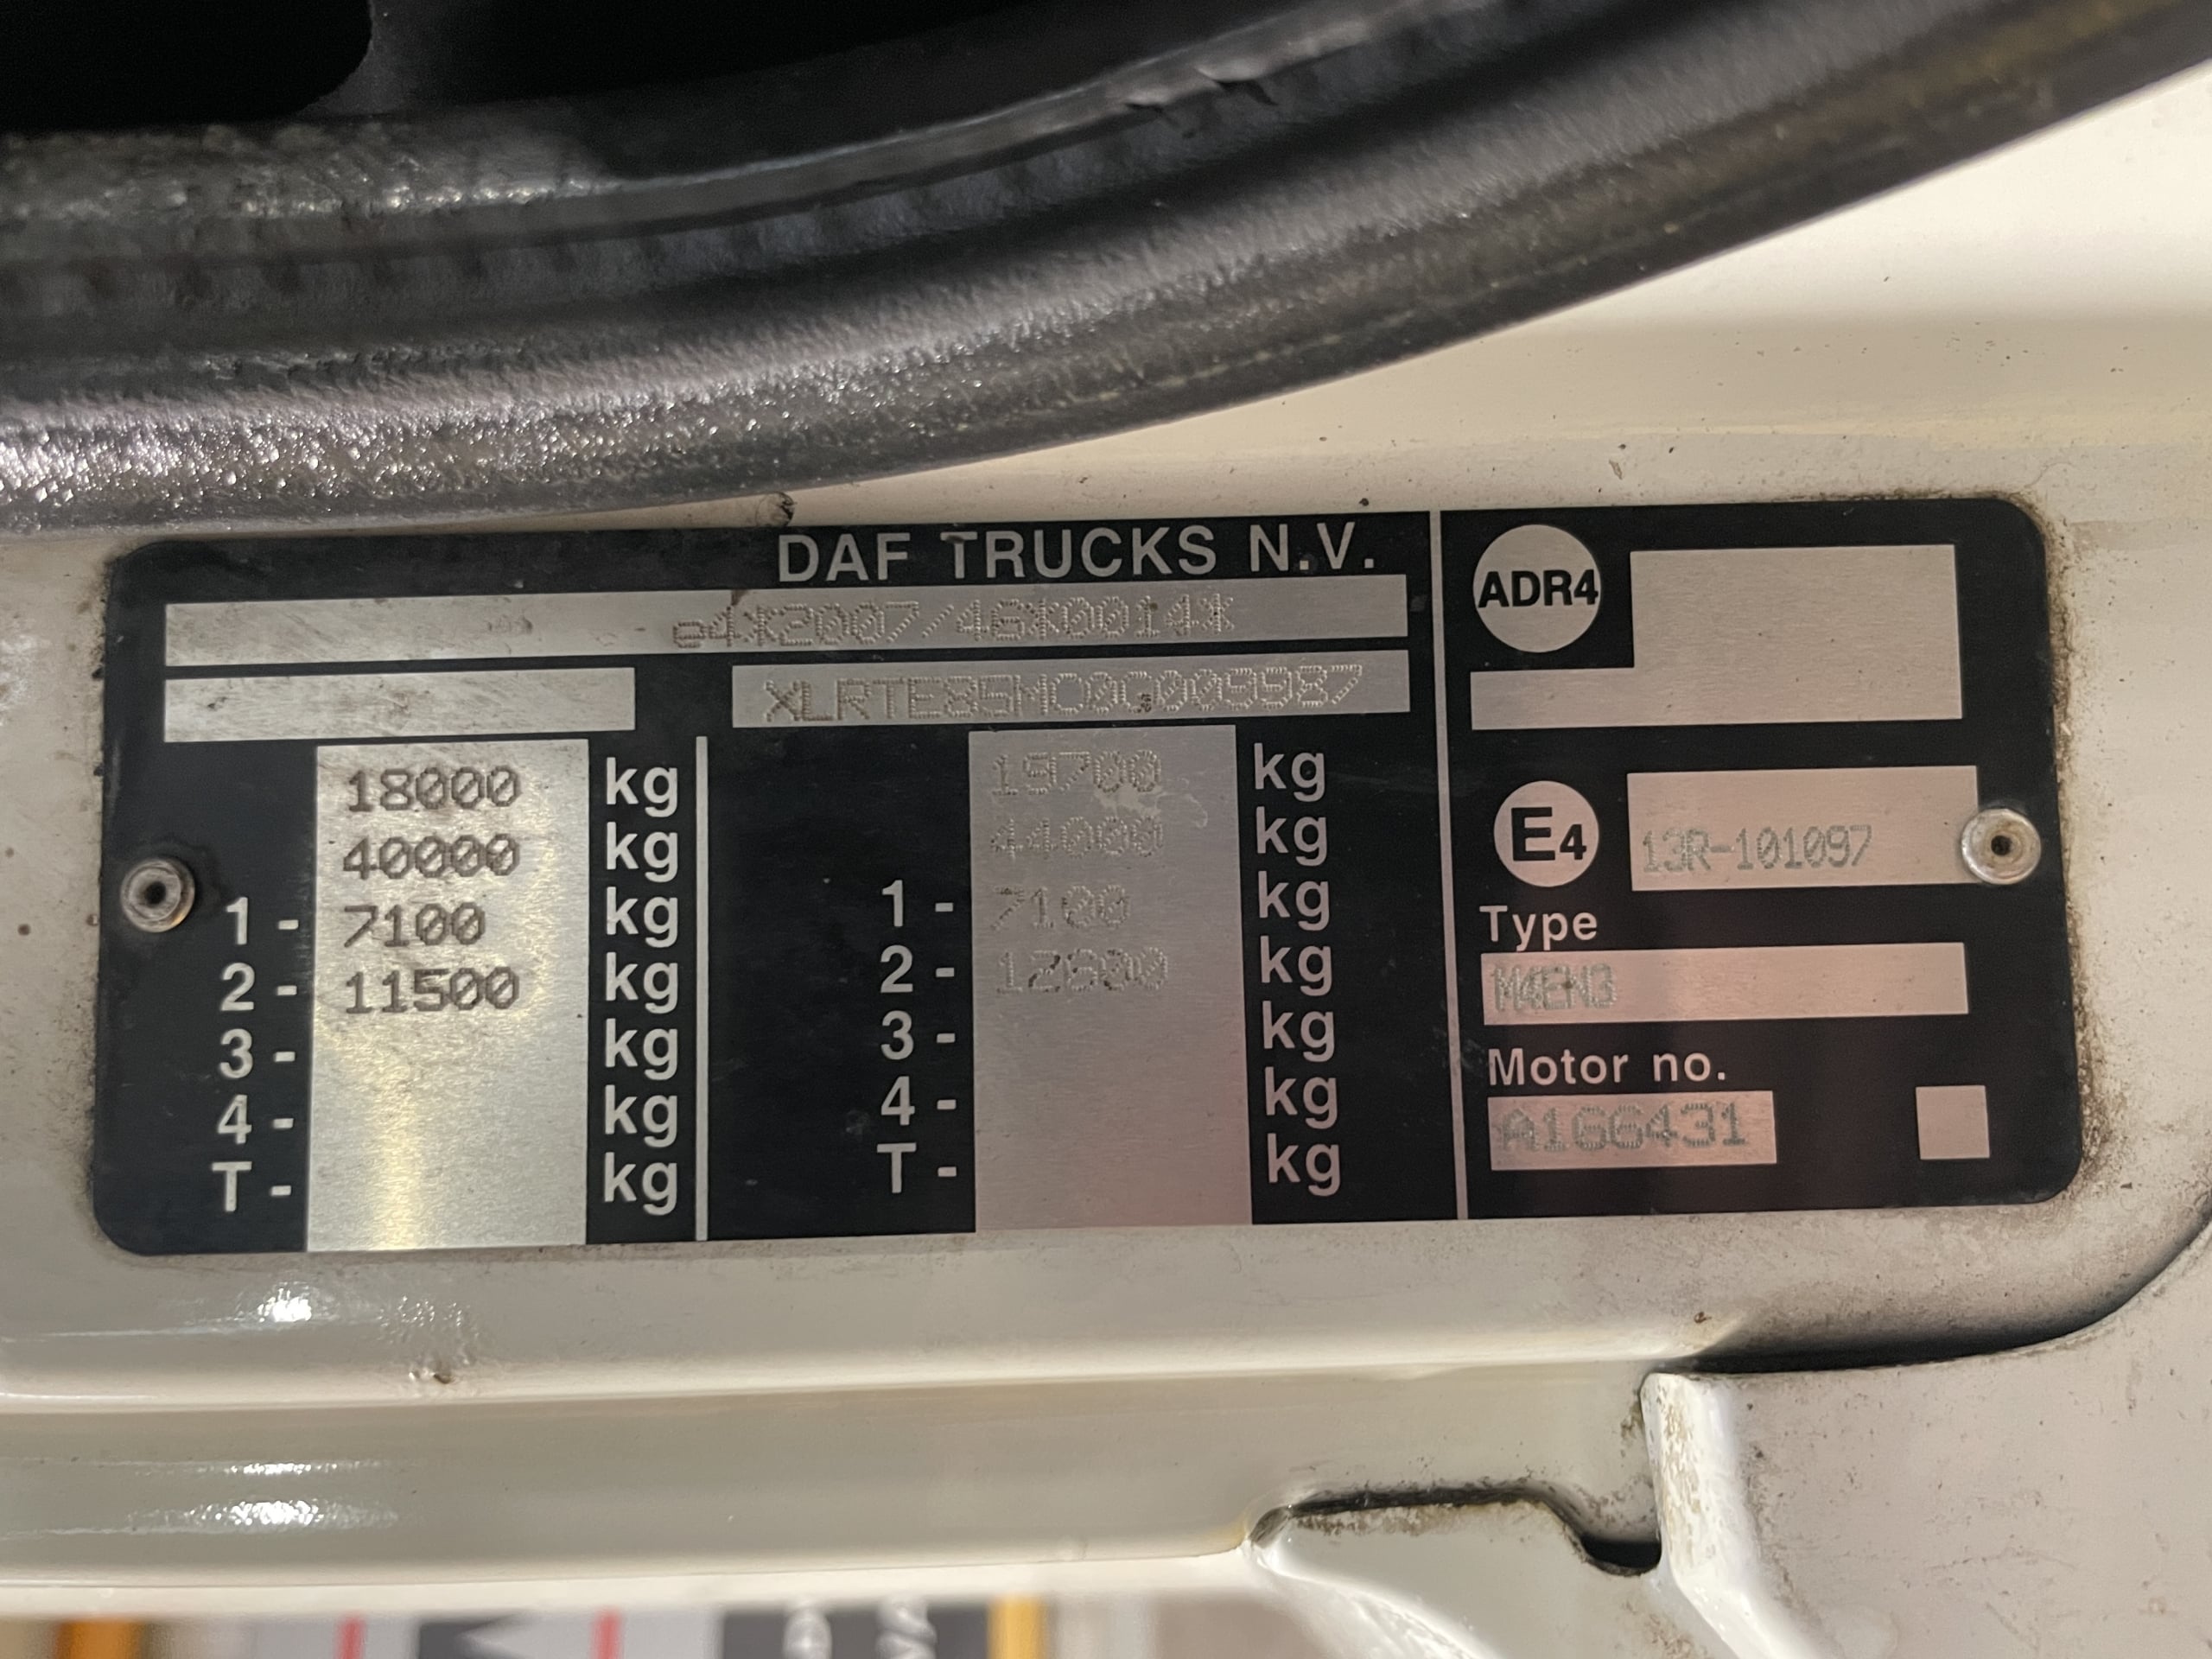 DAF TRUCKS N.V.
e4*2007/46*0014*
XLRTE85MC0G009987
18000 kg
40000 kg
1 - 7100 kg
2 - 11500 kg
3 - kg
4 - kg
T - kg
19700 kg
44000 kg
1 - 7100 kg
2 - 12600 kg
3 - kg
4 - kg
T - kg
ADR4
E4 13R-101097
Type
M4EN3
Motor no.
A166431